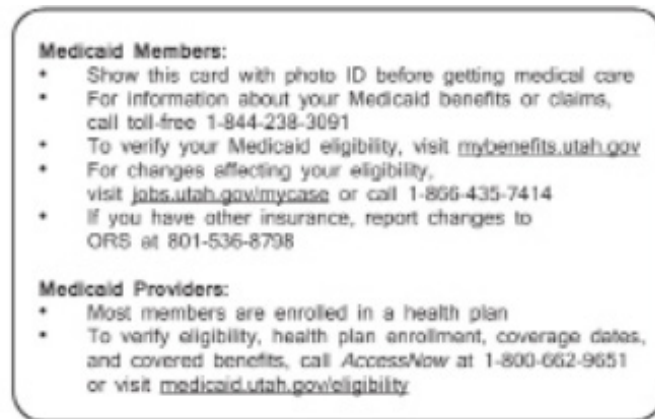 Medicaid Members:
• Show this card with photo ID before getting medical care
• For information about your Medicaid benefits or claims,
call toll-free 1-844-238-3091
• To verify your Medicaid eligibility, visit mybenefits.utah.gov
• For changes affecting your eligibility,
visit jobs.utah.gov/mycase or call 1-866-435-7414
• If you have other insurance, report changes to
ORS at 801-536-8798
Medicaid Providers:
• Most members are enrolled in a health plan
• To verify eligibility, health plan enrollment, coverage dates,
and covered benefits, call AccessNow at 1-800-662-9651
or visit medicaid.utah.gov/eligibility